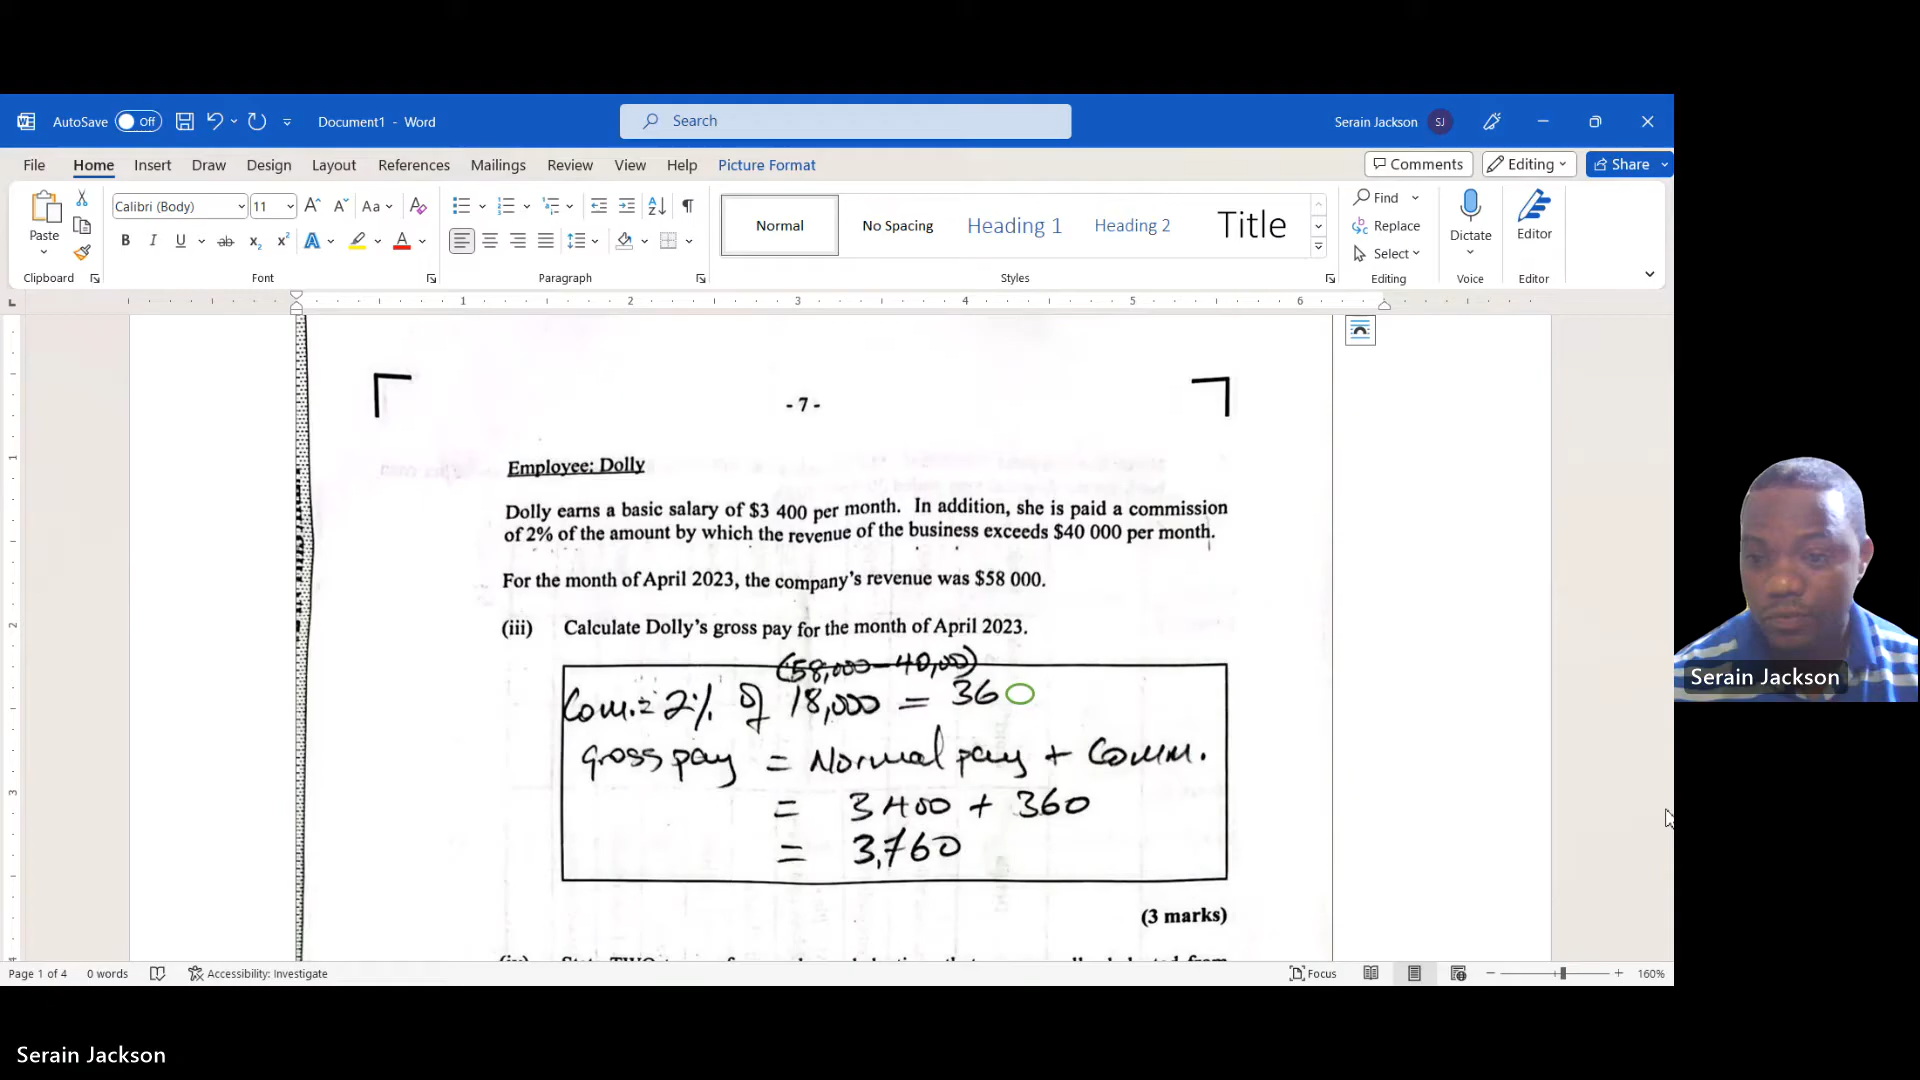 AutoSave Off Document1 - Word Search Serain Jackson SJ
File Home Insert Draw Design Layout References Mailings Review View Help Picture Format Comments Editing Share
Paste
Clipboard
Calibri (Body) 11
Font
Paragraph
Normal No Spacing Heading 1 Heading 2 Title
Styles
Find
Replace
Select
Editing
Dictate
Voice
Editor
Editor
1 2 3 4 5 6
- 7 -
Employee: Dolly
Dolly earns a basic salary of $3 400 per month. In addition, she is paid a commission
of 2% of the amount by which the revenue of the business exceeds $40 000 per month.
For the month of April 2023, the company's revenue was $58 000.
(iii) Calculate Dolly's gross pay for the month of April 2023.
(58,000 - 40,00)
Com. = 2% of 18,000 = 360
Gross pay = Normal pay + Comm.
= 3400 + 360
= 3,760
(3 marks)
Page 1 of 4 0 words Accessibility: Investigate Focus 160%
Serain Jackson
Serain Jackson